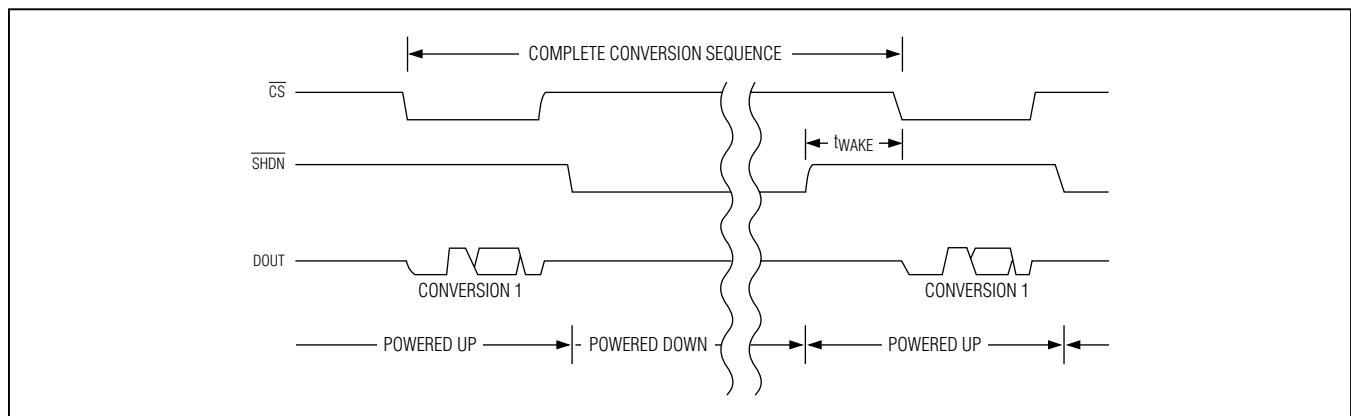 COMPLETE CONVERSION SEQUENCE
CS
tWAKE
SHDN
DOUT
CONVERSION 1
CONVERSION 1
POWERED UP
POWERED DOWN
POWERED UP